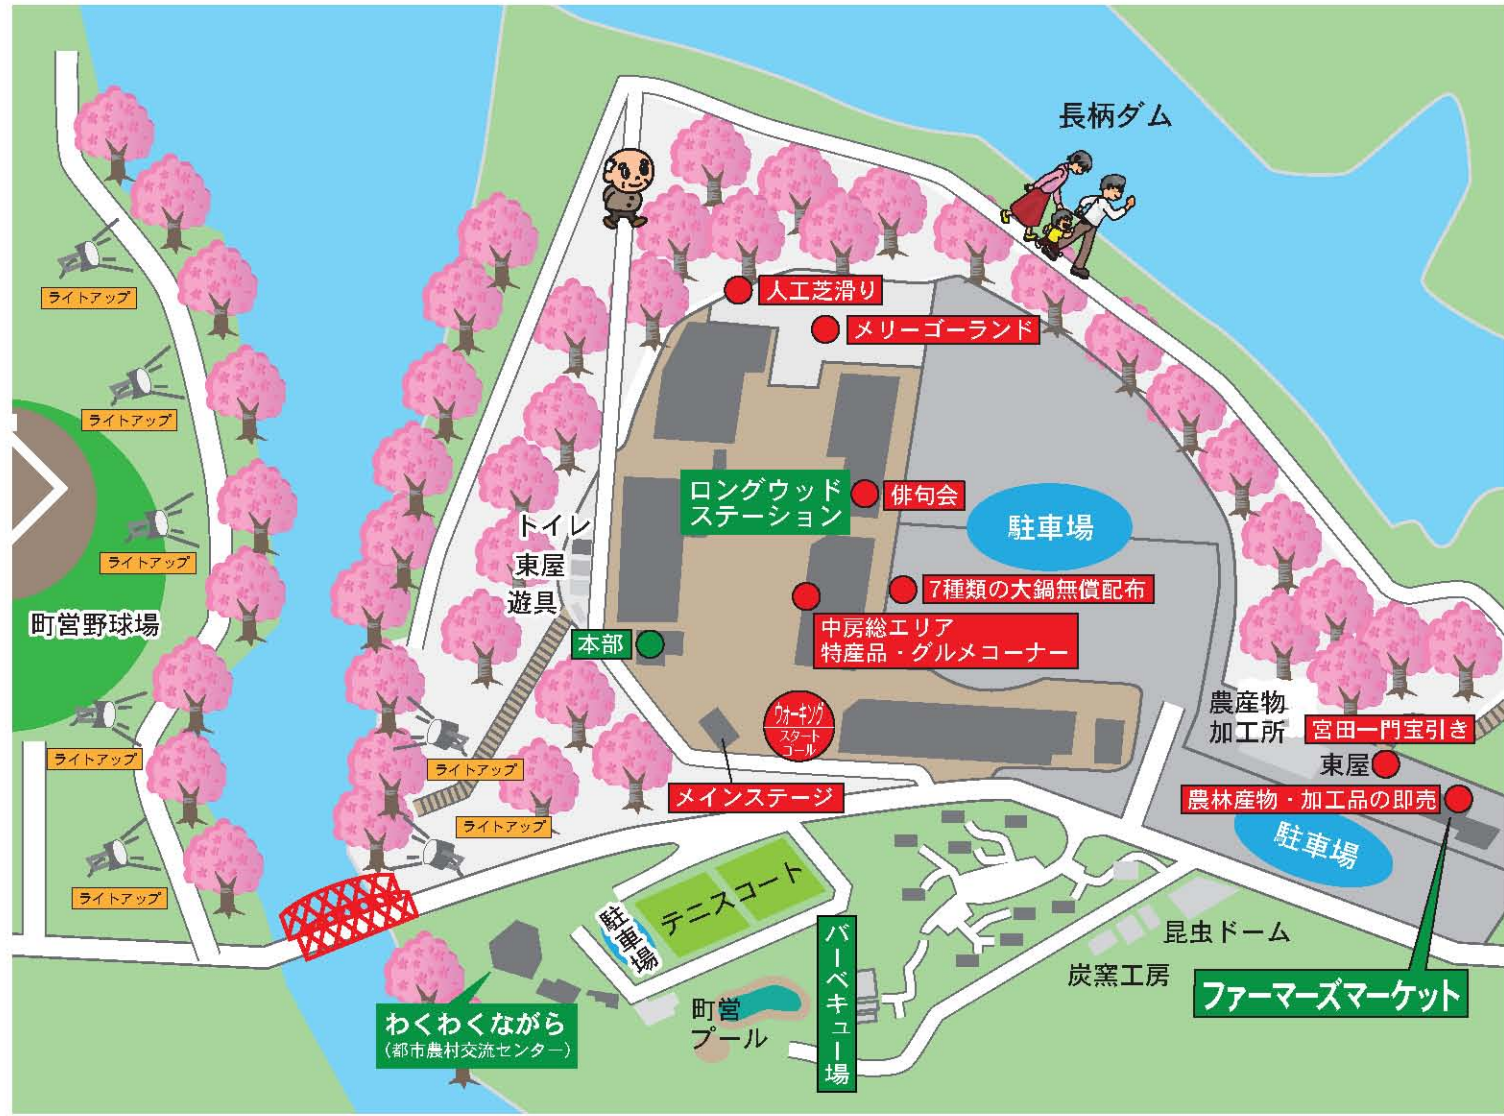 長柄ダム
ライトアップ
人工芝滑り
メリーゴーランド
ライトアップ
ロングウッド
ステーション
俳句会
駐車場
トイレ
東屋
遊具
ライトアップ
7種類の大鍋無償配布
町営野球場
本部
中房総エリア
特産品・グルメコーナー
ウォーキング
スタート
ゴール
農産物
加工所
宮田一門宝引き
東屋
ライトアップ
ライトアップ
メインステージ
農林産物・加工品の即売
ライトアップ
駐車場
ライトアップ
テニスコート
駐車場
バーベキュー場
昆虫ドーム
炭窯工房
ファーマーズマーケット
わくわくながら
(都市農村交流センター)
町営
プール